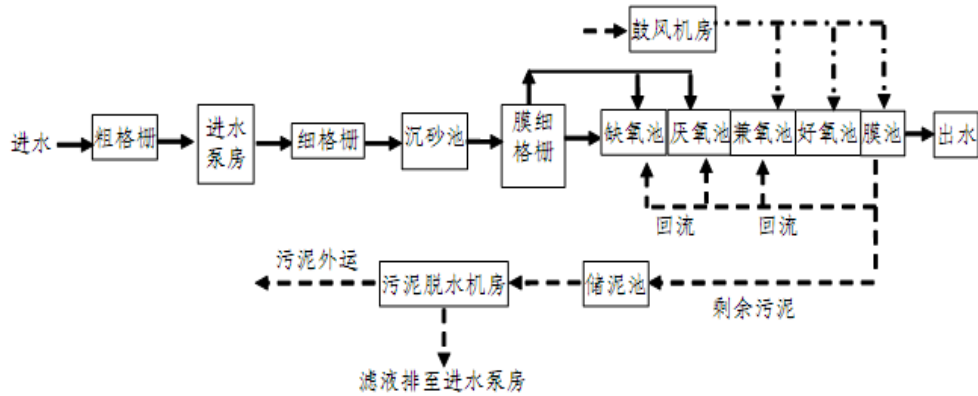 鼓风机房
进水
粗格栅
进水
泵房
细格栅
沉砂池
膜细
格栅
缺氧池
厌氧池
兼氧池
好氧池
膜池
出水
回流
回流
污泥外运
污泥脱水机房
储泥池
剩余污泥
滤液排至进水泵房